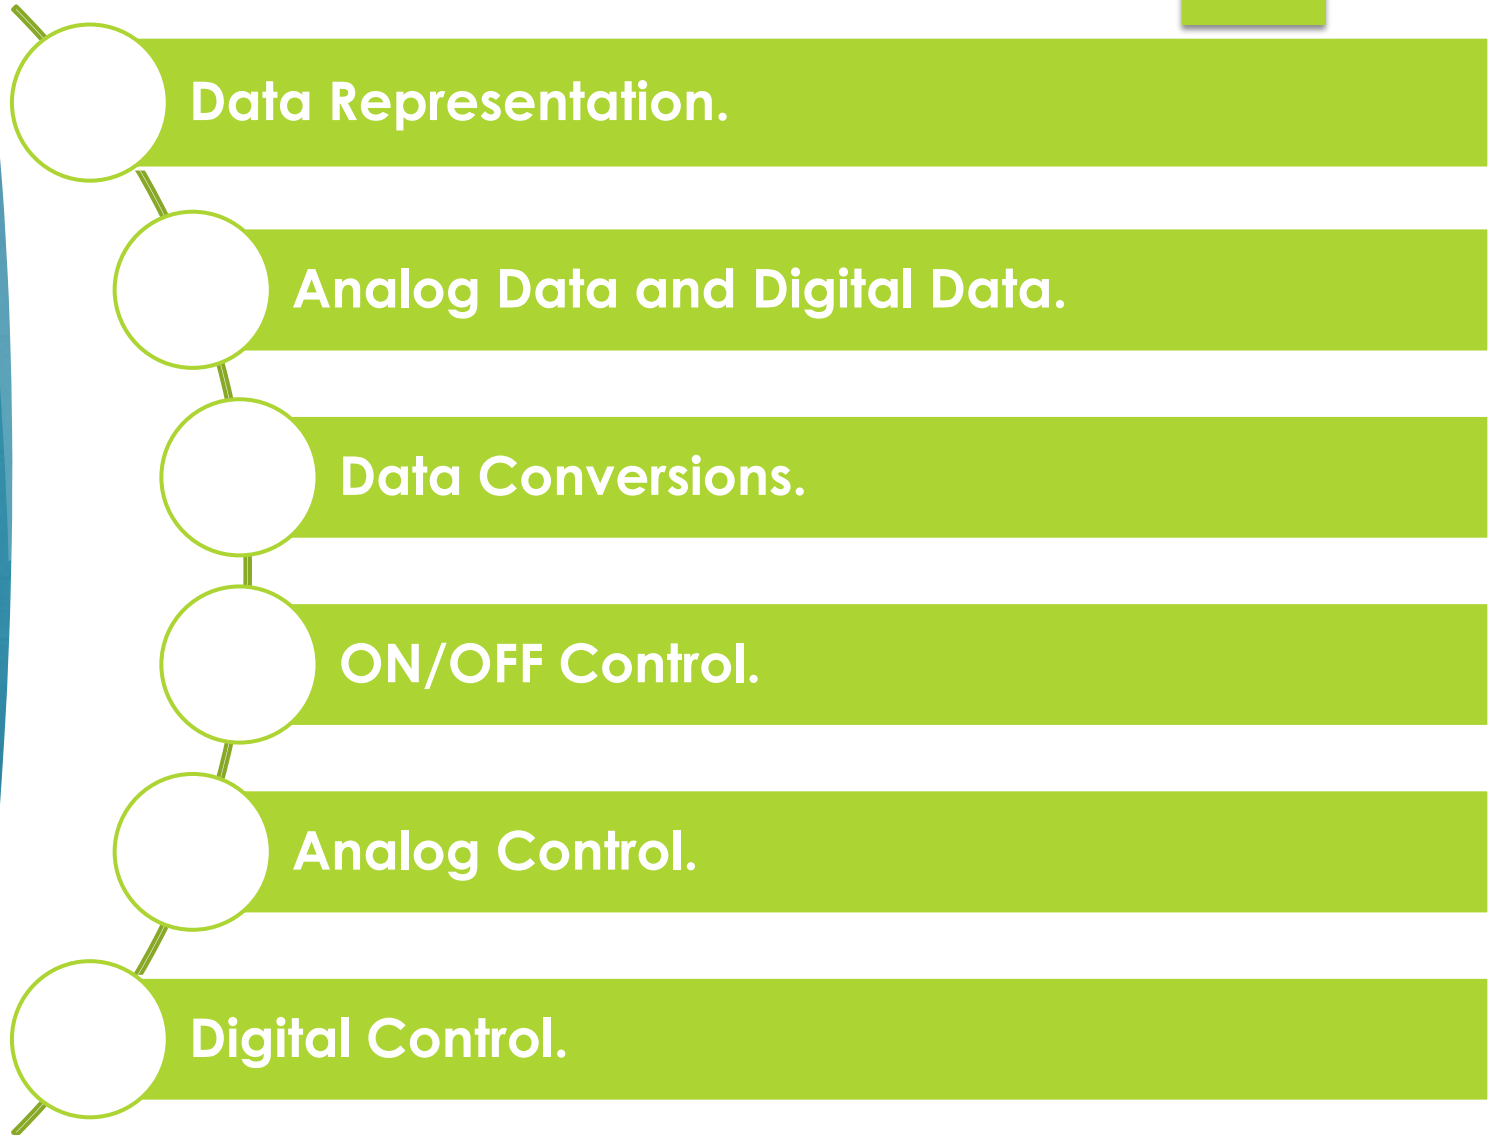 Data Representation.
Analog Data and Digital Data.
Data Conversions.
ON/OFF Control.
Analog Control.
Digital Control.